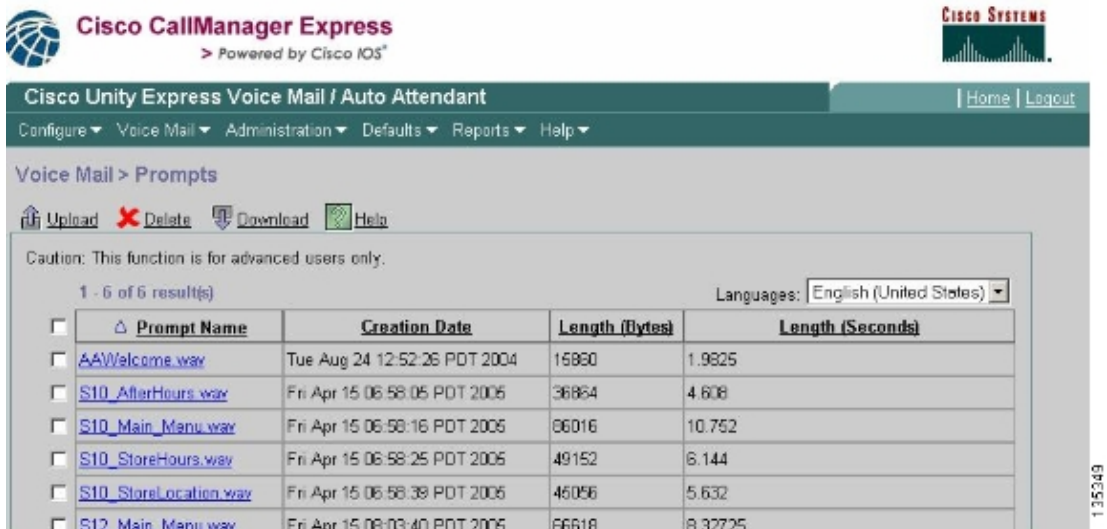 Cisco CallManager Express
> Powered by Cisco IOS®
CISCO SYSTEMS
Cisco Unity Express Voice Mail / Auto Attendant
| Home | Logout
Configure Voice Mail Administration Defaults Reports Help
Voice Mail > Prompts
Upload Delete Download Help
Caution: This function is for advanced users only.
1 - 6 of 6 result(s)
Languages: English (United States)
Prompt Name Creation Date Length (Bytes) Length (Seconds)
AAWelcome.wav Tue Aug 24 12:52:26 PDT 2004 15860 1.9825
S10_AfterHours.wav Fri Apr 15 06:58:05 PDT 2005 36864 4.608
S10_Main_Menu.wav Fri Apr 15 06:58:16 PDT 2005 86016 10.752
S10_StoreHours.wav Fri Apr 15 06:58:25 PDT 2005 49152 6.144
S10_StoreLocation.wav Fri Apr 15 06:58:39 PDT 2005 45056 5.632
S12_Main_Menu.wav Fri Apr 15 08:03:40 PDT 2005 66618 8.32725
135349